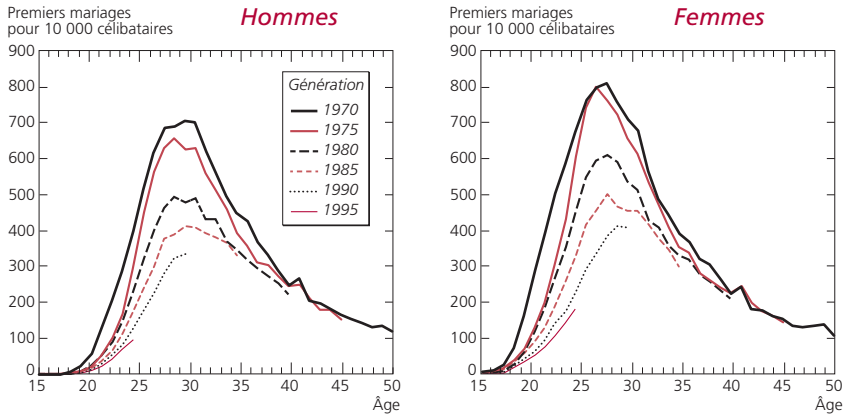 Premiers mariages
pour 10 000 célibataires
Hommes
900
800
700
600
500
400
300
200
100
0
15 20 25 30 35 40 45 50
Âge
Génération
1970
1975
1980
1985
1990
1995
Premiers mariages
pour 10 000 célibataires
Femmes
900
800
700
600
500
400
300
200
100
0
15 20 25 30 35 40 45 50
Âge